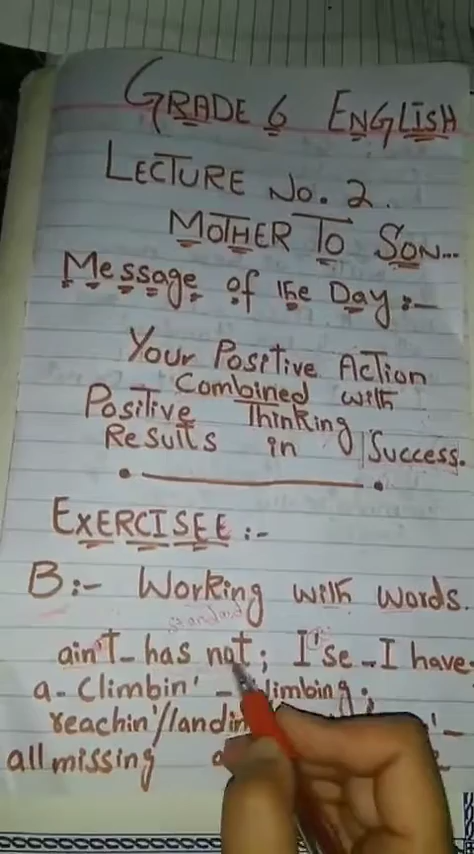 GRADE 6 ENGLISH
LECTURE No. 2.
MOTHER TO SON...
Message of the Day:-
Your Positive Action
Combined with
Positive Thinking
Results in Success.
EXERCISEE:-
B:- Working with words.
standard
ain't - has not; I'se - I have
a- Climbin' - climbing;
reachin'/landin
all missing